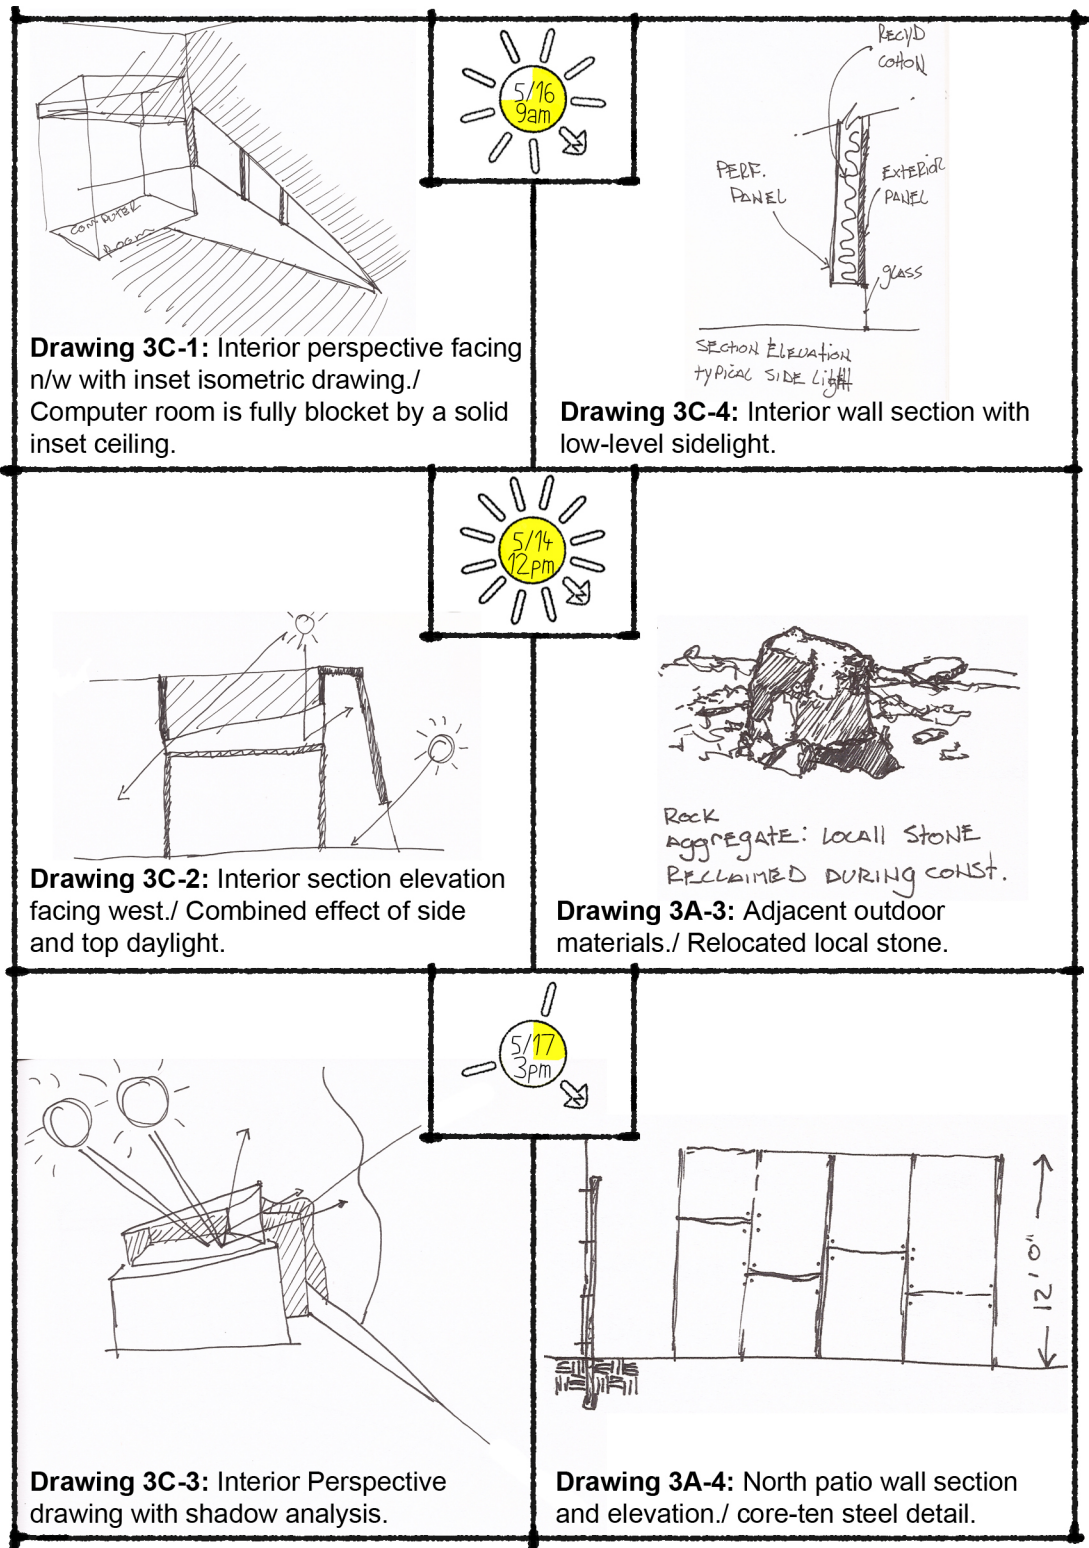 5/16
9am
COMPUTER
ROOM
Drawing 3C-1: Interior perspective facing
n/w with inset isometric drawing./
Computer room is fully blocket by a solid
inset ceiling.
REC'D
COTTON
PERF.
PANEL
EXTERIOR
PANEL
glass
SECTION ELEVATION
TYPICAL SIDE LIGHT
Drawing 3C-4: Interior wall section with
low-level sidelight.
5/14
12pm
Drawing 3C-2: Interior section elevation
facing west./ Combined effect of side
and top daylight.
ROCK
AGGREGATE: LOCALL STONE
RECLAIMED DURING CONST.
Drawing 3A-3: Adjacent outdoor
materials./ Relocated local stone.
5/17
3pm
Drawing 3C-3: Interior Perspective
drawing with shadow analysis.
12' 0"
Drawing 3A-4: North patio wall section
and elevation./ core-ten steel detail.